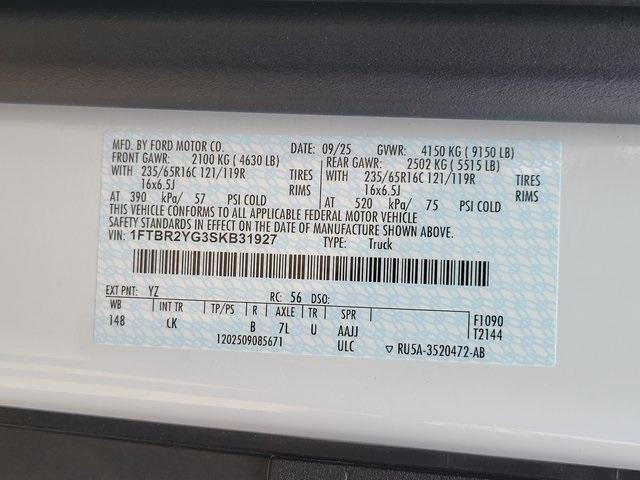 MFD. BY FORD MOTOR CO. DATE: 09/25 GVWR: 4150 KG ( 9150 LB)
FRONT GAWR: 2100 KG ( 4630 LB) REAR GAWR: 2502 KG ( 5515 LB)
WITH 235/65R16C 121/119R TIRES 235/65R16C 121/119R TIRES
16x6.5J RIMS 16x6.5J RIMS
AT 390 kPa/ 57 PSI COLD AT 520 kPa/ 75 PSI COLD
THIS VEHICLE CONFORMS TO ALL APPLICABLE FEDERAL MOTOR VEHICLE
SAFETY STANDARDS IN EFFECT ON THE DATE OF MANUFACTURE SHOWN ABOVE.
VIN: 1FTBR2YG3SKB31927 TYPE: Truck
EXT PNT: YZ RC: 56 DSO:
WB INT TR TP/PS R AXLE TR SPR F1090
148 CK B 7L U AAJJ T2144
1202509085671 ULC ▽ RU5A-3520472-AB